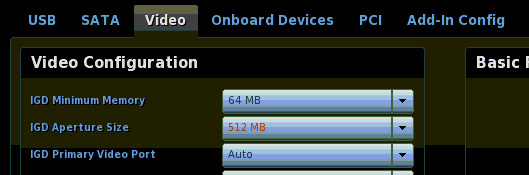 USB SATA Video Onboard Devices PCI Add-In Config
Video Configuration
Basic
IGD Minimum Memory 64 MB
IGD Aperture Size 512 MB
IGD Primary Video Port Auto